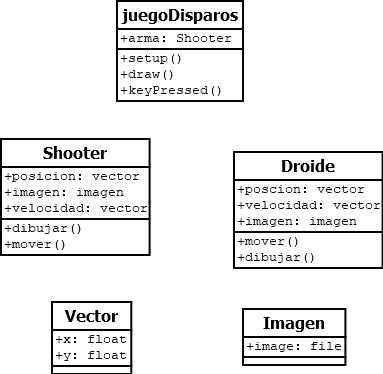 juegoDisparos
+arma: Shooter
+setup()
+draw()
+keyPressed()
Shooter
+posicion: vector
+imagen: imagen
+velocidad: vector
+dibujar()
+mover()
Droide
+poscion: vector
+velocidad: vector
+imagen: imagen
+mover()
+dibujar()
Vector
+x: float
+y: float
Imagen
+image: file